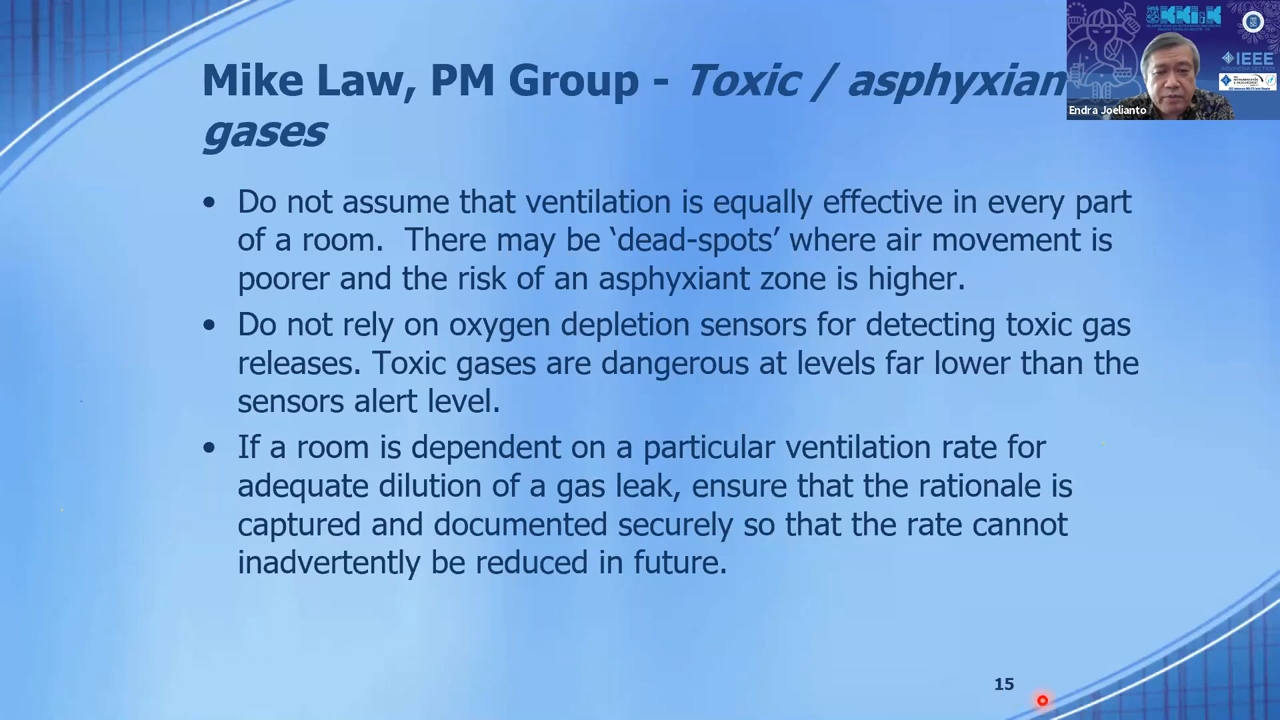 Mike Law, PM Group - Toxic / asphyxian
gases
• Do not assume that ventilation is equally effective in every part
of a room.  There may be ‘dead-spots’ where air movement is
poorer and the risk of an asphyxiant zone is higher.
• Do not rely on oxygen depletion sensors for detecting toxic gas
releases. Toxic gases are dangerous at levels far lower than the
sensors alert level.
• If a room is dependent on a particular ventilation rate for
adequate dilution of a gas leak, ensure that the rationale is
captured and documented securely so that the rate cannot
inadvertently be reduced in future.
15
IEEE
Endra Joelianto